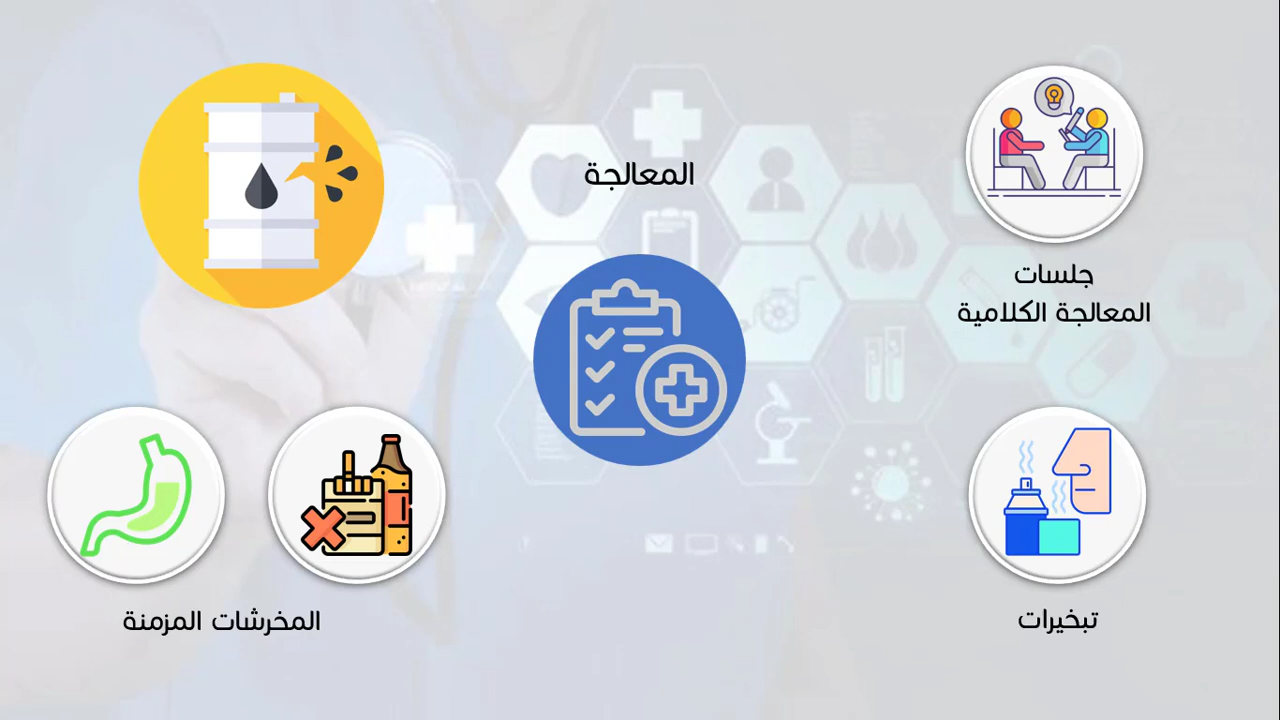 المعالجة
جلسات
المعالجة الكلامية
تبخيرات
المخرشات المزمنة